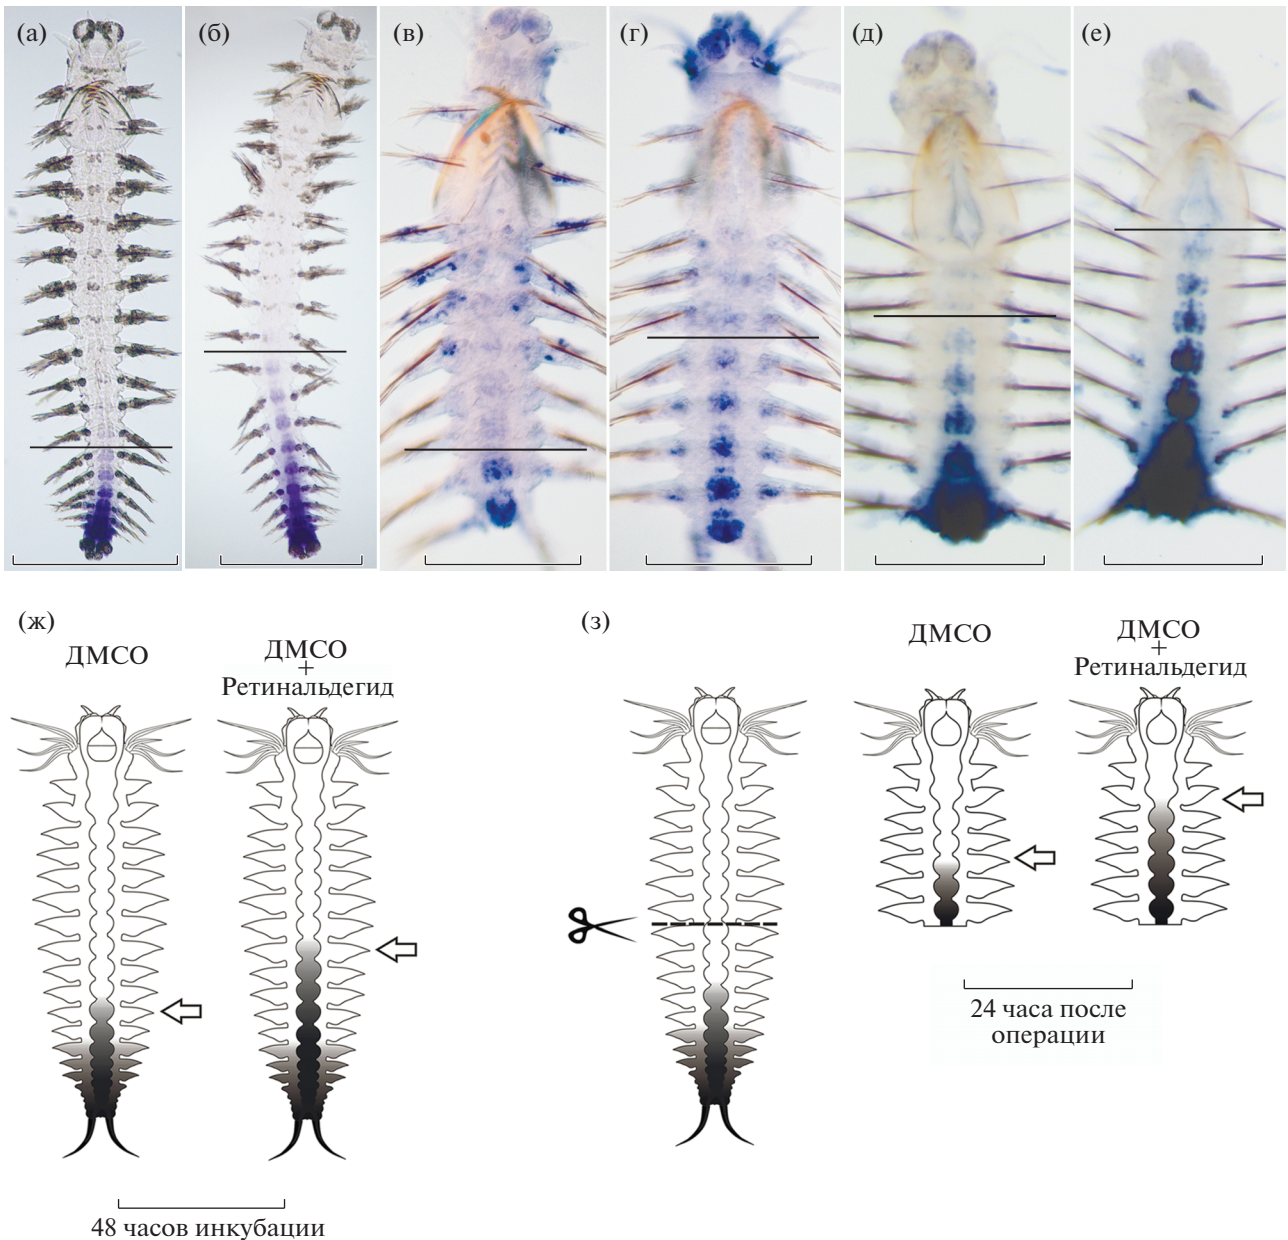 (а)
(б)
(в)
(г)
(д)
(е)
(ж)
ДМСО
ДМСО
+
Ретинальдегид
48 часов инкубации
(з)
ДМСО
ДМСО
+
Ретинальдегид
24 часа после
операции